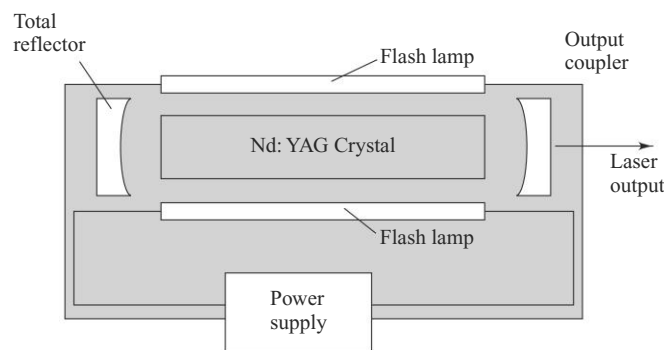 Total
reflector
Flash lamp
Output
coupler
Nd: YAG Crystal
Laser
output
Flash lamp
Power
supply